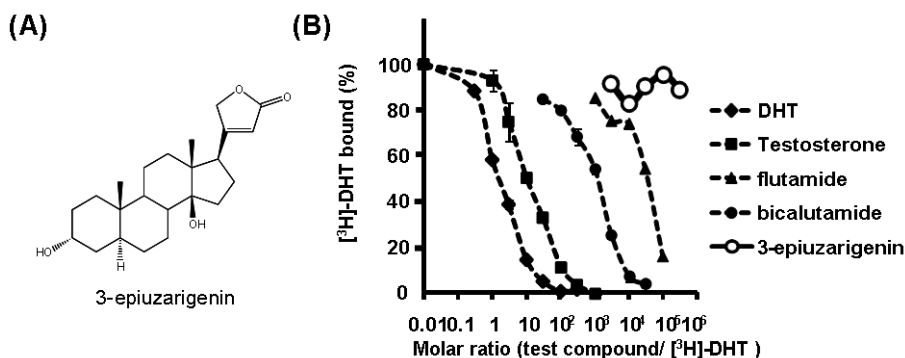 (A)
O
O
OH
HO
H
3-epiuzarigenin
(B)
[³H]-DHT bound (%)
100
80
60
40
20
0
0.01 0.1 1 10 10² 10³ 10⁴ 10⁵ 10⁶
Molar ratio (test compound/ [³H]-DHT )
DHT
Testosterone
flutamide
bicalutamide
3-epiuzarigenin